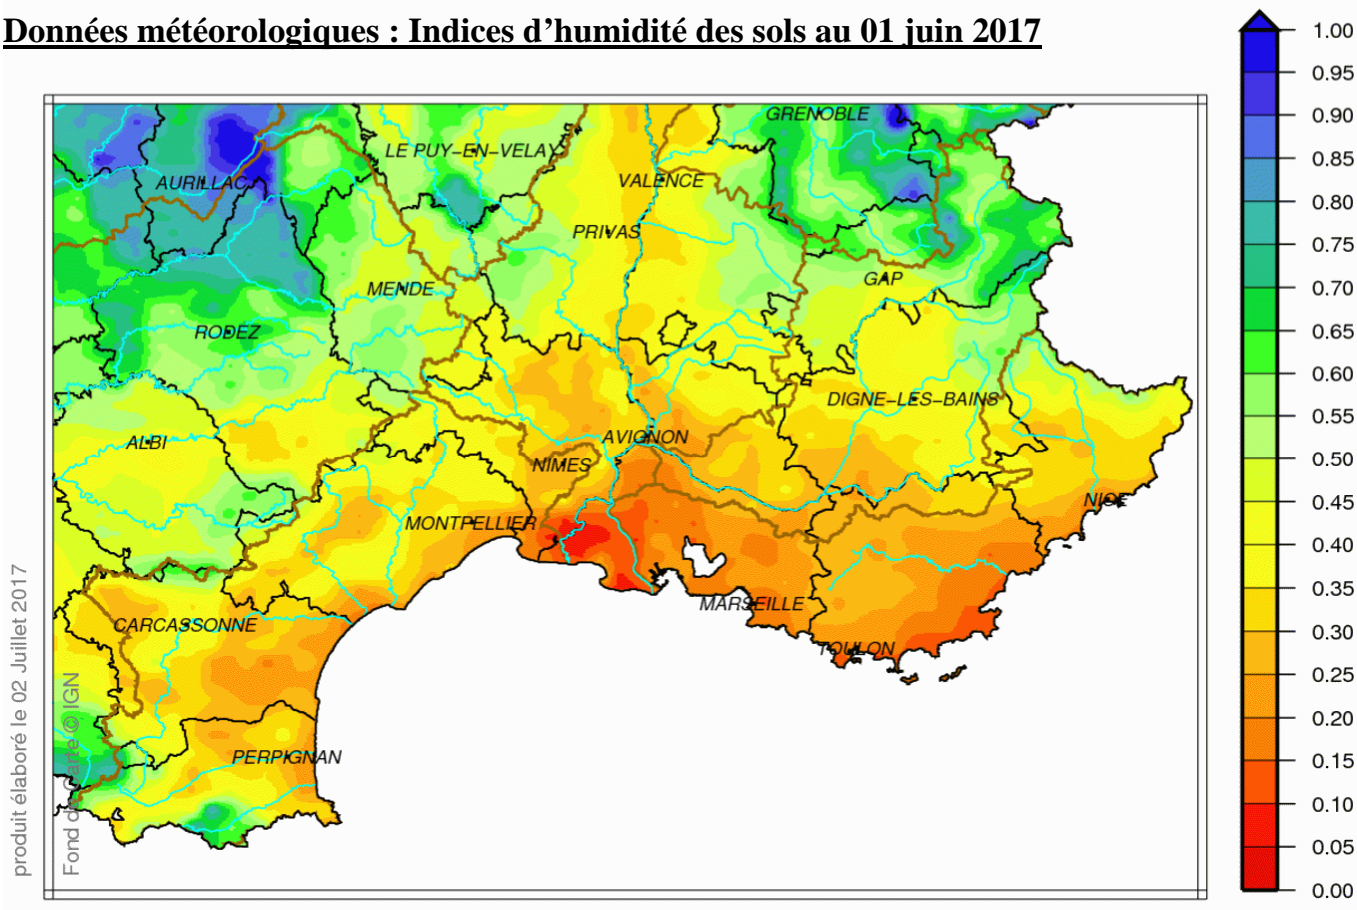 Données météorologiques : Indices d’humidité des sols au 01 juin 2017
1.00
0.95
0.90
0.85
0.80
0.75
0.70
0.65
0.60
0.55
0.50
0.45
0.40
0.35
0.30
0.25
0.20
0.15
0.10
0.05
0.00
GRENOBLE
LE PUY-EN-VELAY
AURILLAC
VALENCE
PRIVAS
GAP
MENDE
RODEZ
DIGNE-LES-BAINS
ALBI
AVIGNON
NIMES
NICE
MONTPELLIER
MARSEILLE
CARCASSONNE
TOULON
PERPIGNAN
produit élaboré le 02 Juillet 2017
Fond de carte © IGN